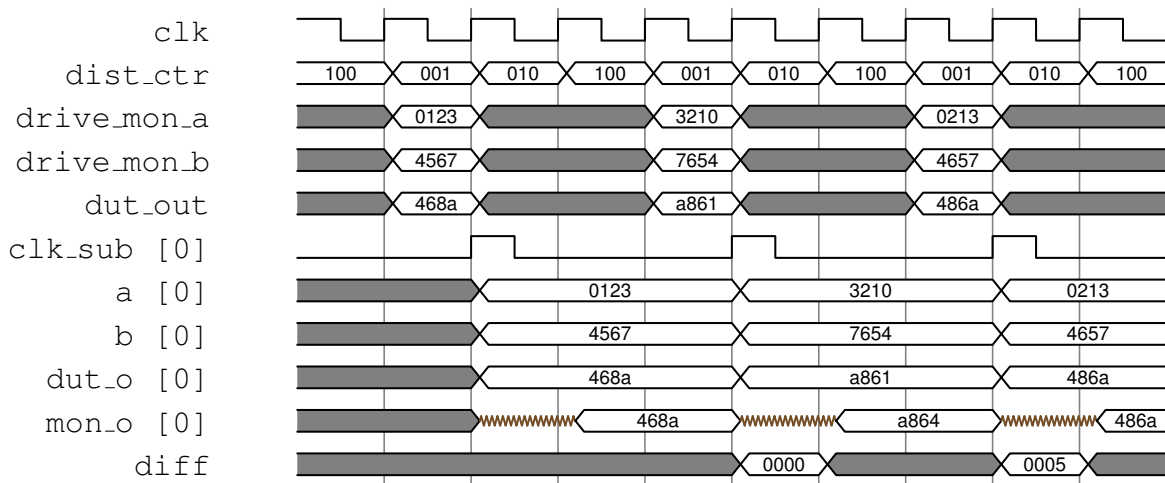 clk
dist_ctr 100 001 010 100 001 010 100 001 010 100
drive_mon_a 0123 3210 0213
drive_mon_b 4567 7654 4657
dut_out 468a a861 486a
clk_sub [0]
a [0] 0123 3210 0213
b [0] 4567 7654 4657
dut_o [0] 468a a861 486a
mon_o [0] 468a a864 486a
diff 0000 0005